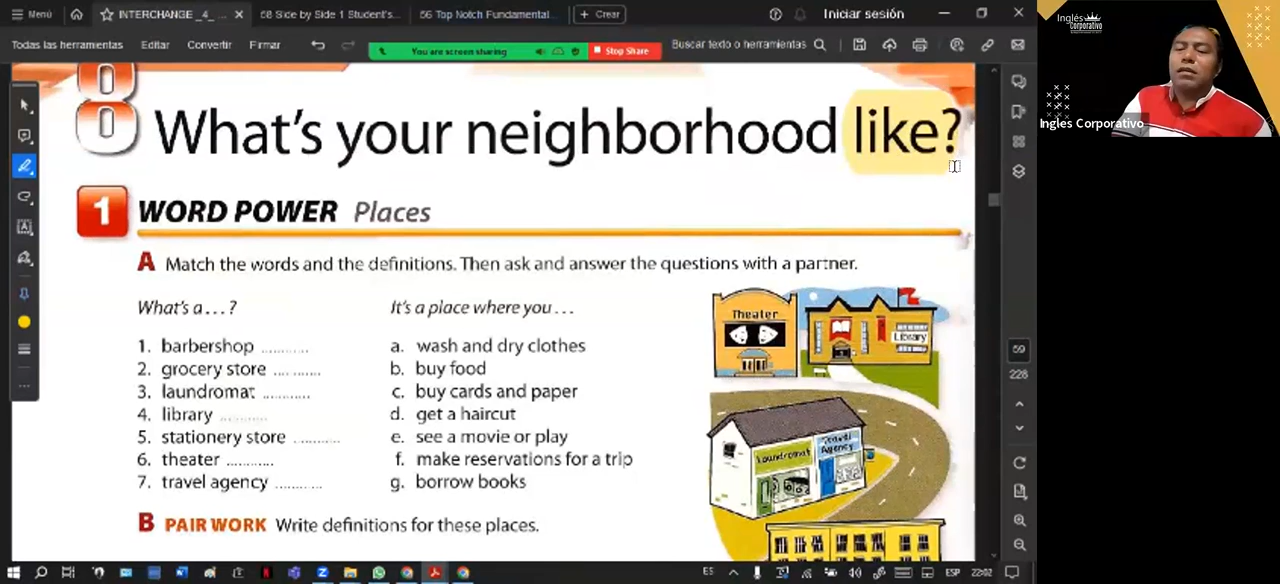 Menú
INTERCHANGE _4_ ...
58 Side by Side 1 Student's...
56 Top Notch Fundamental...
+ Crear
Iniciar sesión
Todas las herramientas
Editar
Convertir
Firmar
You are screen sharing
Stop Share
Buscar texto o herramientas
Inglés
Corporativo
Ingles Corporativo
8 What's your neighborhood like?
1 WORD POWER Places
A Match the words and the definitions. Then ask and answer the questions with a partner.
What's a . . . ?
It's a place where you . . .
1. barbershop ............
a. wash and dry clothes
2. grocery store ............
b. buy food
3. laundromat ............
c. buy cards and paper
4. library ............
d. get a haircut
5. stationery store ............
e. see a movie or play
6. theater ............
f. make reservations for a trip
7. travel agency ............
g. borrow books
Theater
Library
Laundromat
Travel
Agency
B PAIR WORK Write definitions for these places.
59
228
ES
ESP
22:02